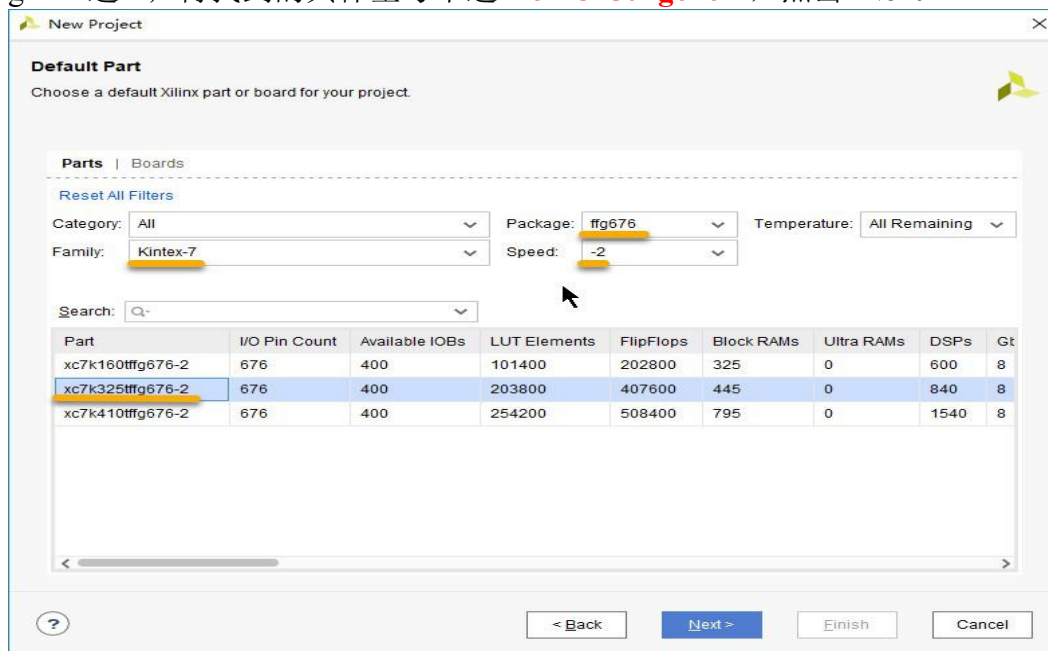 New Project
Default Part
Choose a default Xilinx part or board for your project.
Parts | Boards
Reset All Filters
Category: All Package: ffg676 Temperature: All Remaining
Family: Kintex-7 Speed: -2
Search: Q-
Part I/O Pin Count Available IOBs LUT Elements FlipFlops Block RAMs Ultra RAMs DSPs Gt
xc7k160tffg676-2 676 400 101400 202800 325 0 600 8
xc7k325tffg676-2 676 400 203800 407600 445 0 840 8
xc7k410tffg676-2 676 400 254200 508400 795 0 1540 8
? < Back Next > Finish Cancel